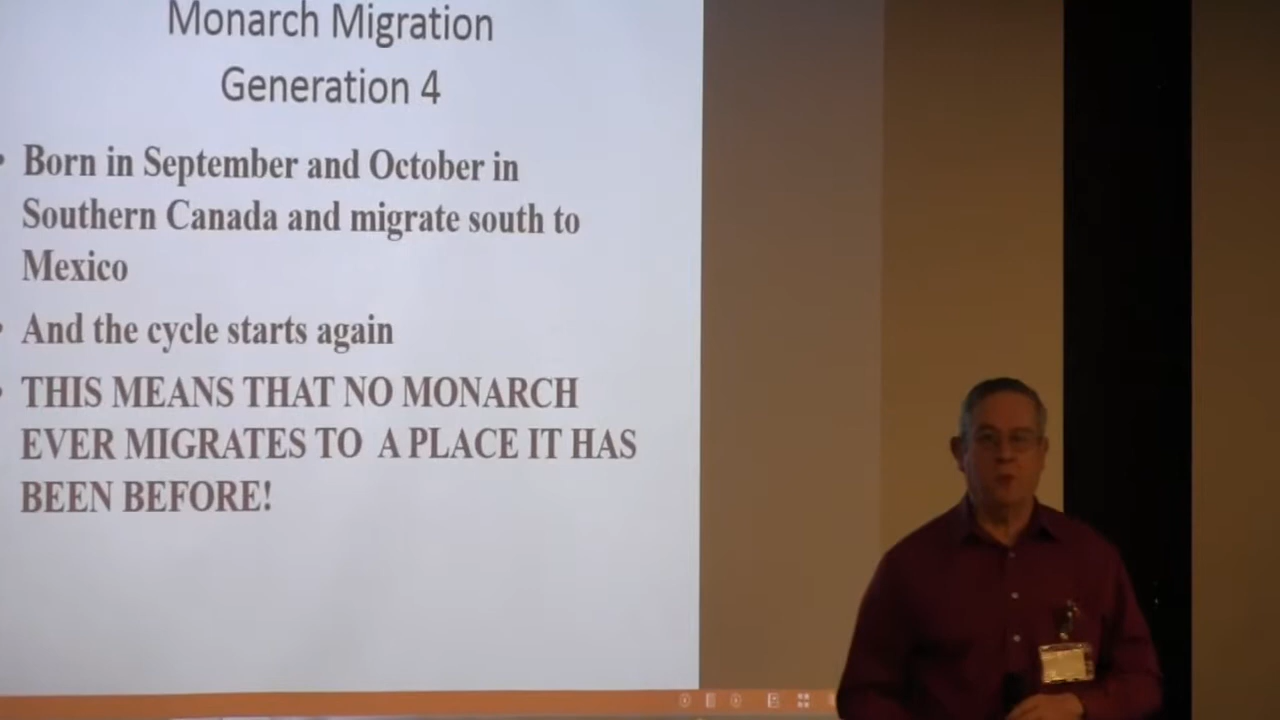 Monarch Migration
Generation 4
• Born in September and October in
Southern Canada and migrate south to
Mexico
• And the cycle starts again
• THIS MEANS THAT NO MONARCH
EVER MIGRATES TO A PLACE IT HAS
BEEN BEFORE!